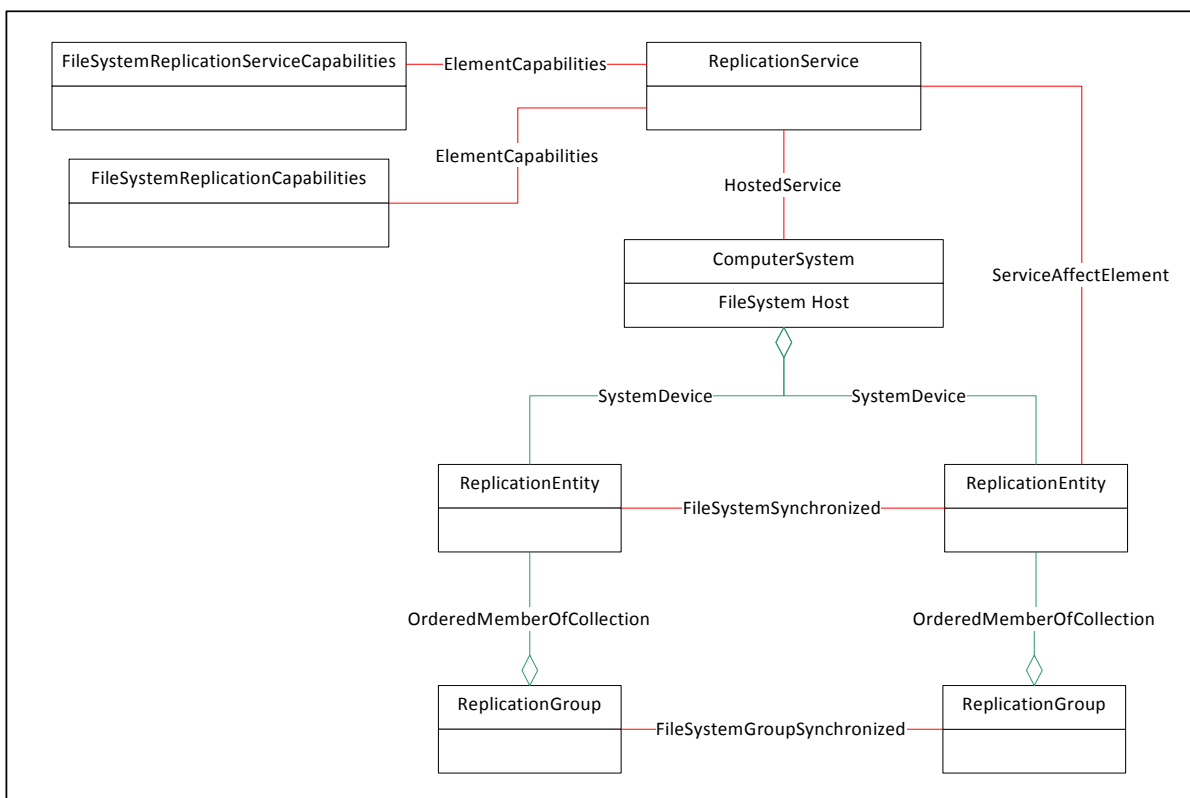 FileSystemReplicationServiceCapabilities
ElementCapabilities
ReplicationService
ElementCapabilities
FileSystemReplicationCapabilities
HostedService
ComputerSystem
FileSystem Host
ServiceAffectElement
SystemDevice
SystemDevice
ReplicationEntity
ReplicationEntity
FileSystemSynchronized
OrderedMemberOfCollection
OrderedMemberOfCollection
ReplicationGroup
ReplicationGroup
FileSystemGroupSynchronized